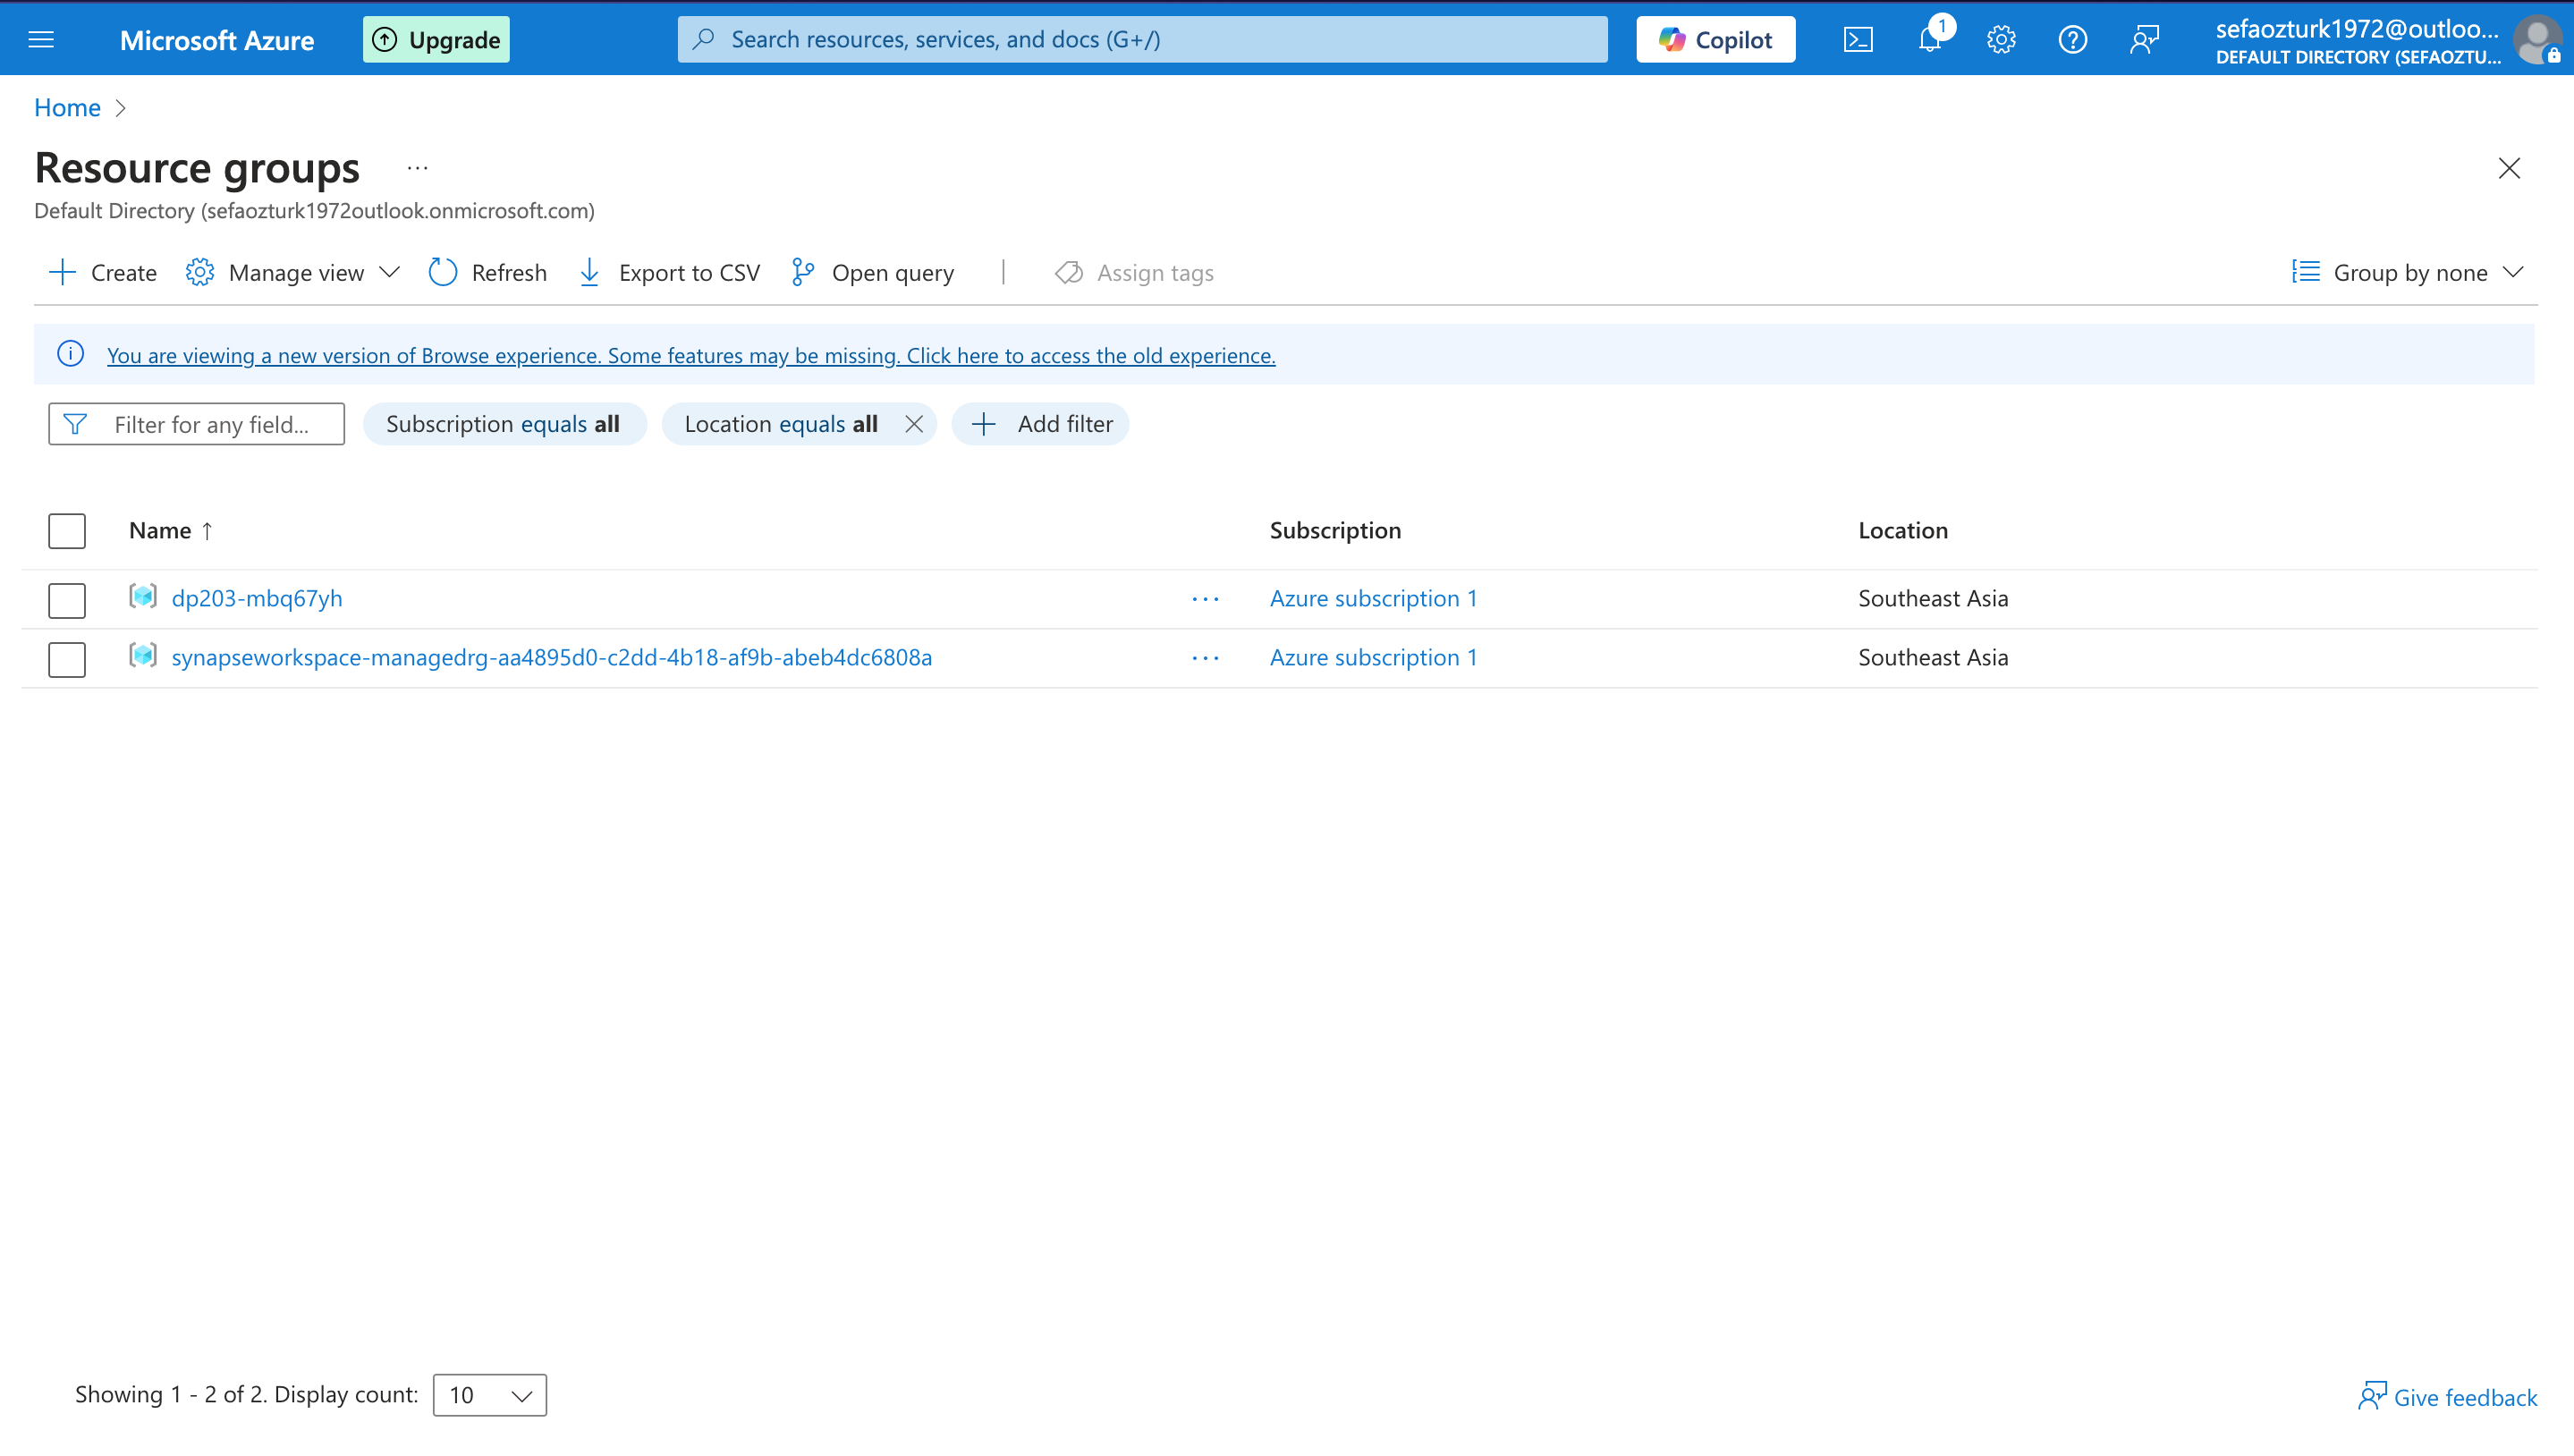 Microsoft Azure
Upgrade
Search resources, services, and docs (G+/)
Copilot
1
sefaozturk1972@outloo...
DEFAULT DIRECTORY (SEFAOZTU...
Home
Resource groups ...
Default Directory (sefaozturk1972outlook.onmicrosoft.com)
Create
Manage view
Refresh
Export to CSV
Open query
Assign tags
Group by none
You are viewing a new version of Browse experience. Some features may be missing. Click here to access the old experience.
Filter for any field...
Subscription equals all
Location equals all
Add filter
Name ↑
Subscription
Location
dp203-mbq67yh
...
Azure subscription 1
Southeast Asia
synapseworkspace-managedrg-aa4895d0-c2dd-4b18-af9b-abeb4dc6808a
...
Azure subscription 1
Southeast Asia
Showing 1 - 2 of 2. Display count: 10
Give feedback